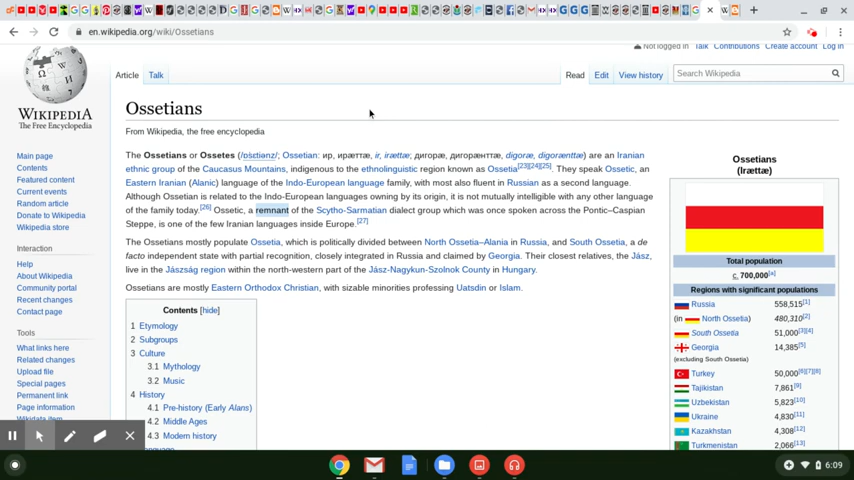 en.wikipedia.org/wiki/Ossetians
Not logged in Talk Contributions Create account Log in
Article Talk Read Edit View history Search Wikipedia
WIKIPEDIA
The Free Encyclopedia
Main page
Contents
Featured content
Current events
Random article
Donate to Wikipedia
Wikipedia store
Interaction
Help
About Wikipedia
Community portal
Recent changes
Contact page
Tools
What links here
Related changes
Upload file
Special pages
Permanent link
Page information
Wikidata item
Ossetians
From Wikipedia, the free encyclopedia
The Ossetians or Ossetes (/ɒsɛtiənz/; Ossetian: ир, ирæттæ, ir, irættæ; дигорæ, дигорæнттæ, digoræ, digorænttæ) are an Iranian
ethnic group of the Caucasus Mountains, indigenous to the ethnolinguistic region known as Ossetia.[23][24][25] They speak Ossetic, an
Eastern Iranian (Alanic) language of the Indo-European language family, with most also fluent in Russian as a second language.
Although Ossetian is related to the Indo-European languages owning by its origin, it is not mutually intelligible with any other language
of the family today.[26] Ossetic, a remnant of the Scytho-Sarmatian dialect group which was once spoken across the Pontic–Caspian
Steppe, is one of the few Iranian languages inside Europe.[27]
The Ossetians mostly populate Ossetia, which is politically divided between North Ossetia–Alania in Russia, and South Ossetia, a de
facto independent state with partial recognition, closely integrated in Russia and claimed by Georgia. Their closest relatives, the Jász,
live in the Jászság region within the north-western part of the Jász-Nagykun-Szolnok County in Hungary.
Ossetians are mostly Eastern Orthodox Christian, with sizable minorities professing Uatsdin or Islam.
Contents [hide]
1 Etymology
2 Subgroups
3 Culture
3.1 Mythology
3.2 Music
4 History
4.1 Pre-history (Early Alans)
4.2 Middle Ages
4.3 Modern history
Ossetians
(Irættæ)
Total population
c. 700,000[a]
Regions with significant populations
Russia 558,515[1]
(in North Ossetia) 480,310[2]
South Ossetia 51,000[3][4]
Georgia 14,385[5]
(excluding South Ossetia)
Turkey 50,000[6][7][8]
Tajikistan 7,861[9]
Uzbekistan 5,823[10]
Ukraine 4,830[11]
Kazakhstan 4,308[12]
Turkmenistan 2,066[13]
6:09